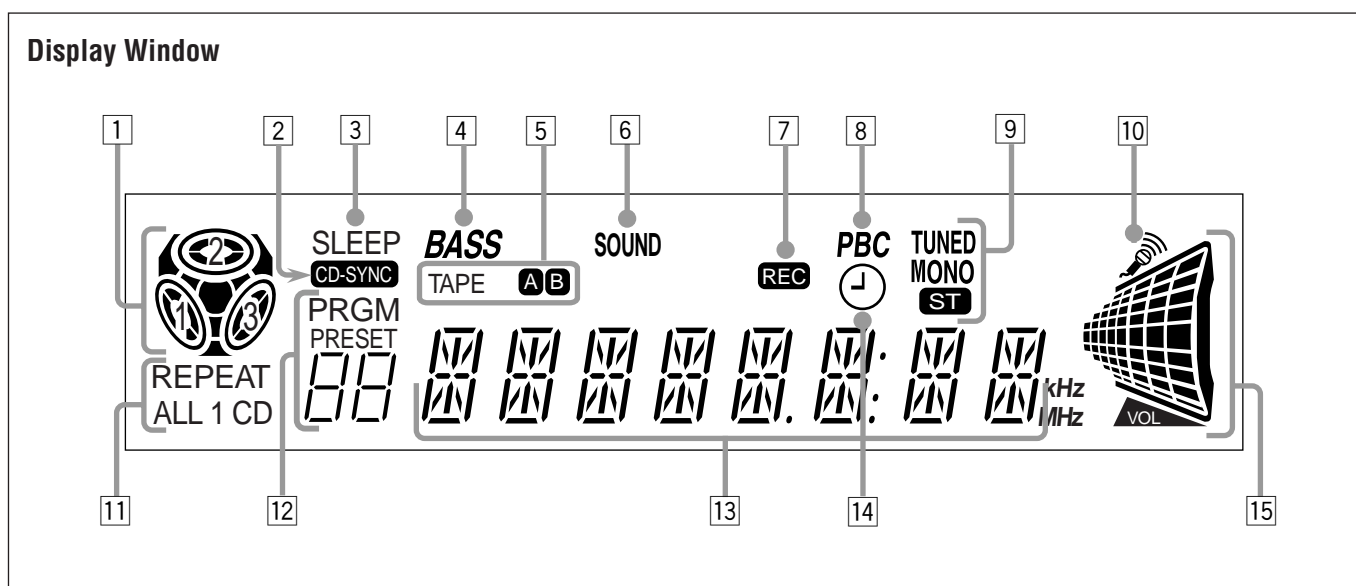 Display Window
1 2 3 4 5 6 7 8 9 10
2 1 3
SLEEP BASS SOUND PBC TUNED
CD-SYNC TAPE A B REC MONO
ST
PRGM
PRESET
REPEAT
ALL 1 CD
88
kHz
MHz
VOL
11 12 13 14 15